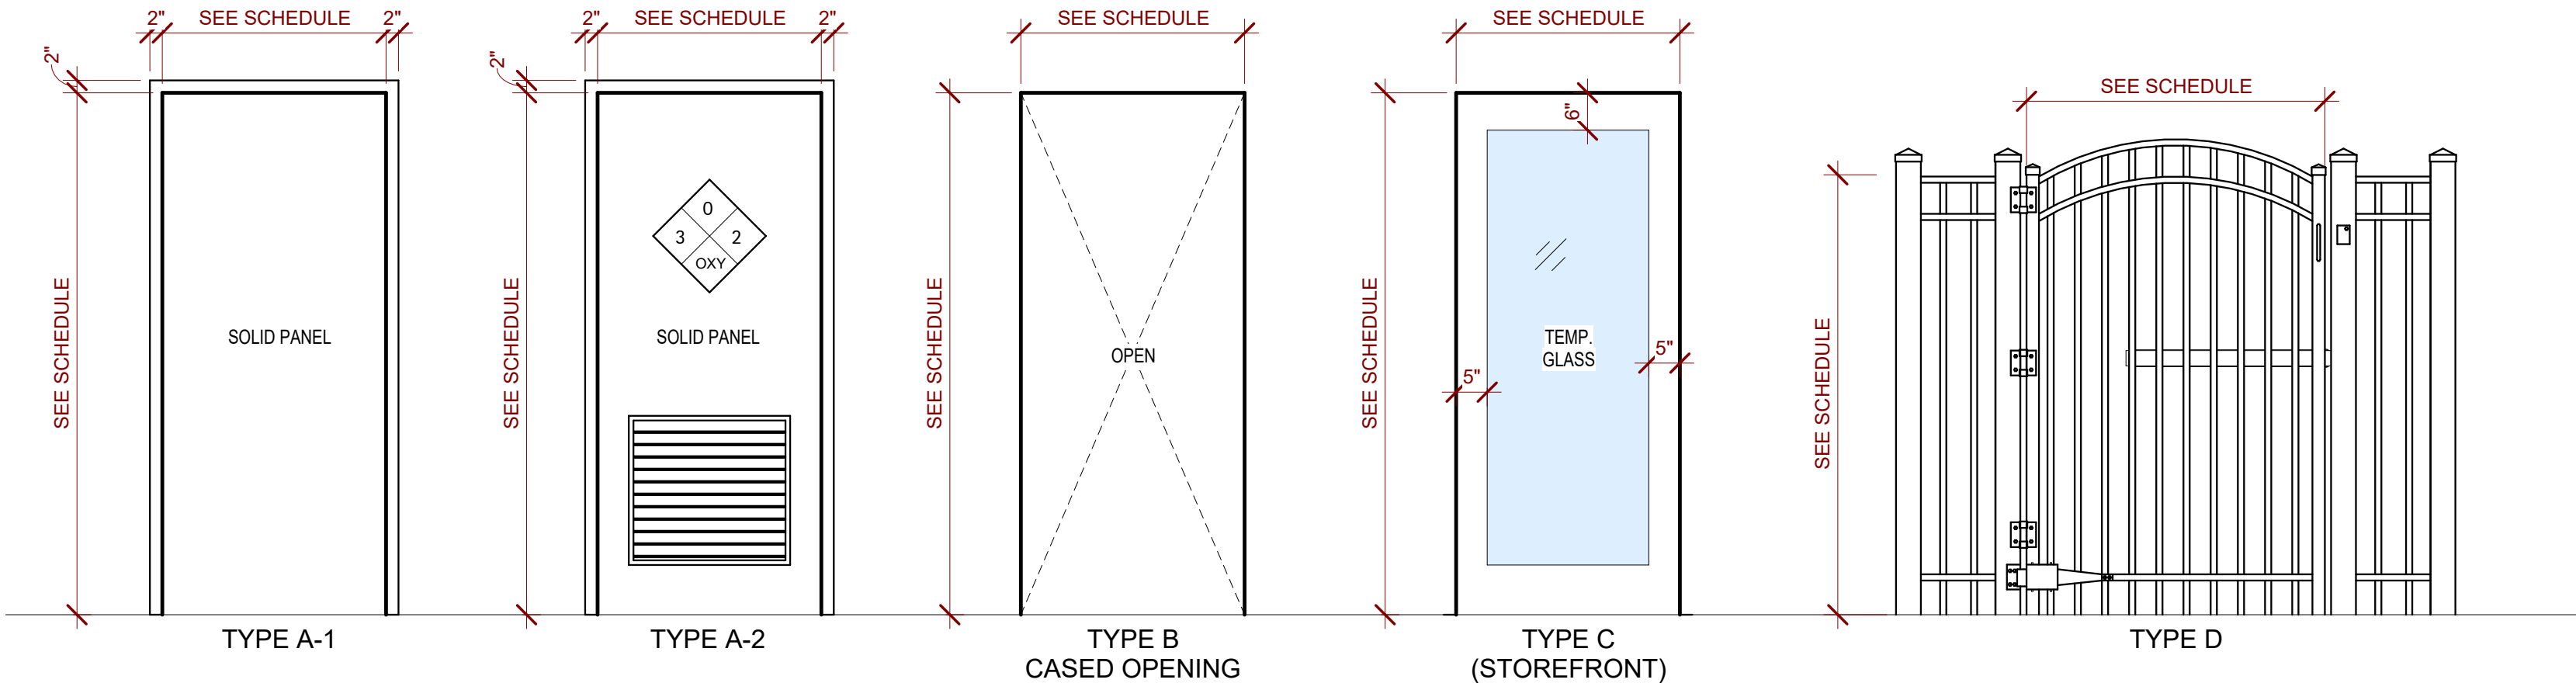 2" SEE SCHEDULE 2"
2"
SEE SCHEDULE
SOLID PANEL
TYPE A-1
2" SEE SCHEDULE 2"
2"
SEE SCHEDULE
0
3 2
OXY
SOLID PANEL
TYPE A-2
SEE SCHEDULE
SEE SCHEDULE
OPEN
TYPE B
CASED OPENING
SEE SCHEDULE
6"
SEE SCHEDULE
TEMP.
GLASS
5"
5"
TYPE C
(STOREFRONT)
SEE SCHEDULE
SEE SCHEDULE
TYPE D